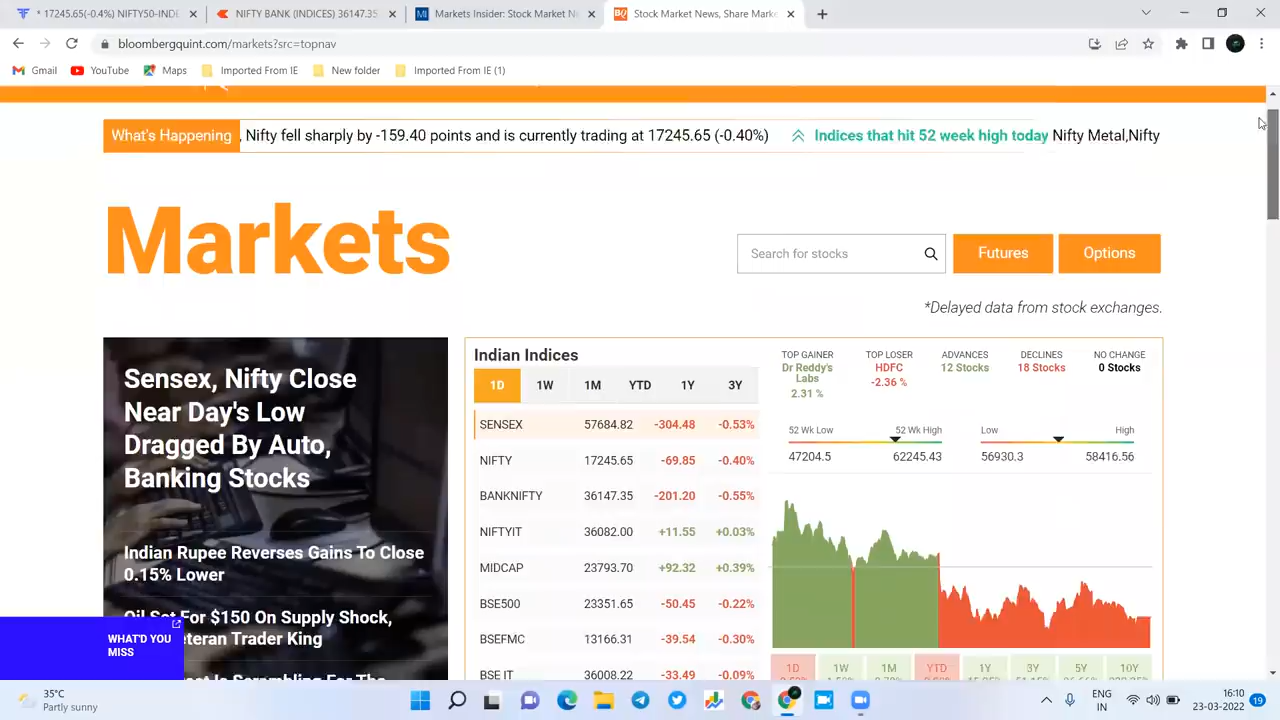 * 17245.65(-0.4%) NIFTY50-IND
NIFTY BANK (INDICES) 36147.35
Markets Insider: Stock Market N
Stock Market News, Share Mark
bloombergquint.com/markets?src=topnav
Gmail
YouTube
Maps
Imported From IE
New folder
Imported From IE (1)
What's Happening
, Nifty fell sharply by -159.40 points and is currently trading at 17245.65 (-0.40%)
Indices that hit 52 week high today Nifty Metal,Nifty
Markets
Search for stocks
Futures
Options
*Delayed data from stock exchanges.
Sensex, Nifty Close
Near Day's Low
Dragged By Auto,
Banking Stocks
Indian Rupee Reverses Gains To Close
0.15% Lower
Oil Set For $150 On Supply Shock,
eteran Trader King
WHAT'D YOU
MISS
Indian Indices
1D 1W 1M YTD 1Y 3Y
SENSEX 57684.82 -304.48 -0.53%
NIFTY 17245.65 -69.85 -0.40%
BANKNIFTY 36147.35 -201.20 -0.55%
NIFTYIT 36082.00 +11.55 +0.03%
MIDCAP 23793.70 +92.32 +0.39%
BSE500 23351.65 -50.45 -0.22%
BSEFMC 13166.31 -39.54 -0.30%
BSE IT 36008.22 -33.49 -0.09%
TOP GAINER
Dr Reddy's
Labs
2.31 %
TOP LOSER
HDFC
-2.36 %
ADVANCES
12 Stocks
DECLINES
18 Stocks
NO CHANGE
0 Stocks
52 Wk Low 52 Wk High
47204.5 62245.43
Low High
56930.3 58416.56
1D 1W 1M YTD 1Y 3Y 5Y 10Y
35°C
Partly sunny
ENG
IN
16:10
23-03-2022